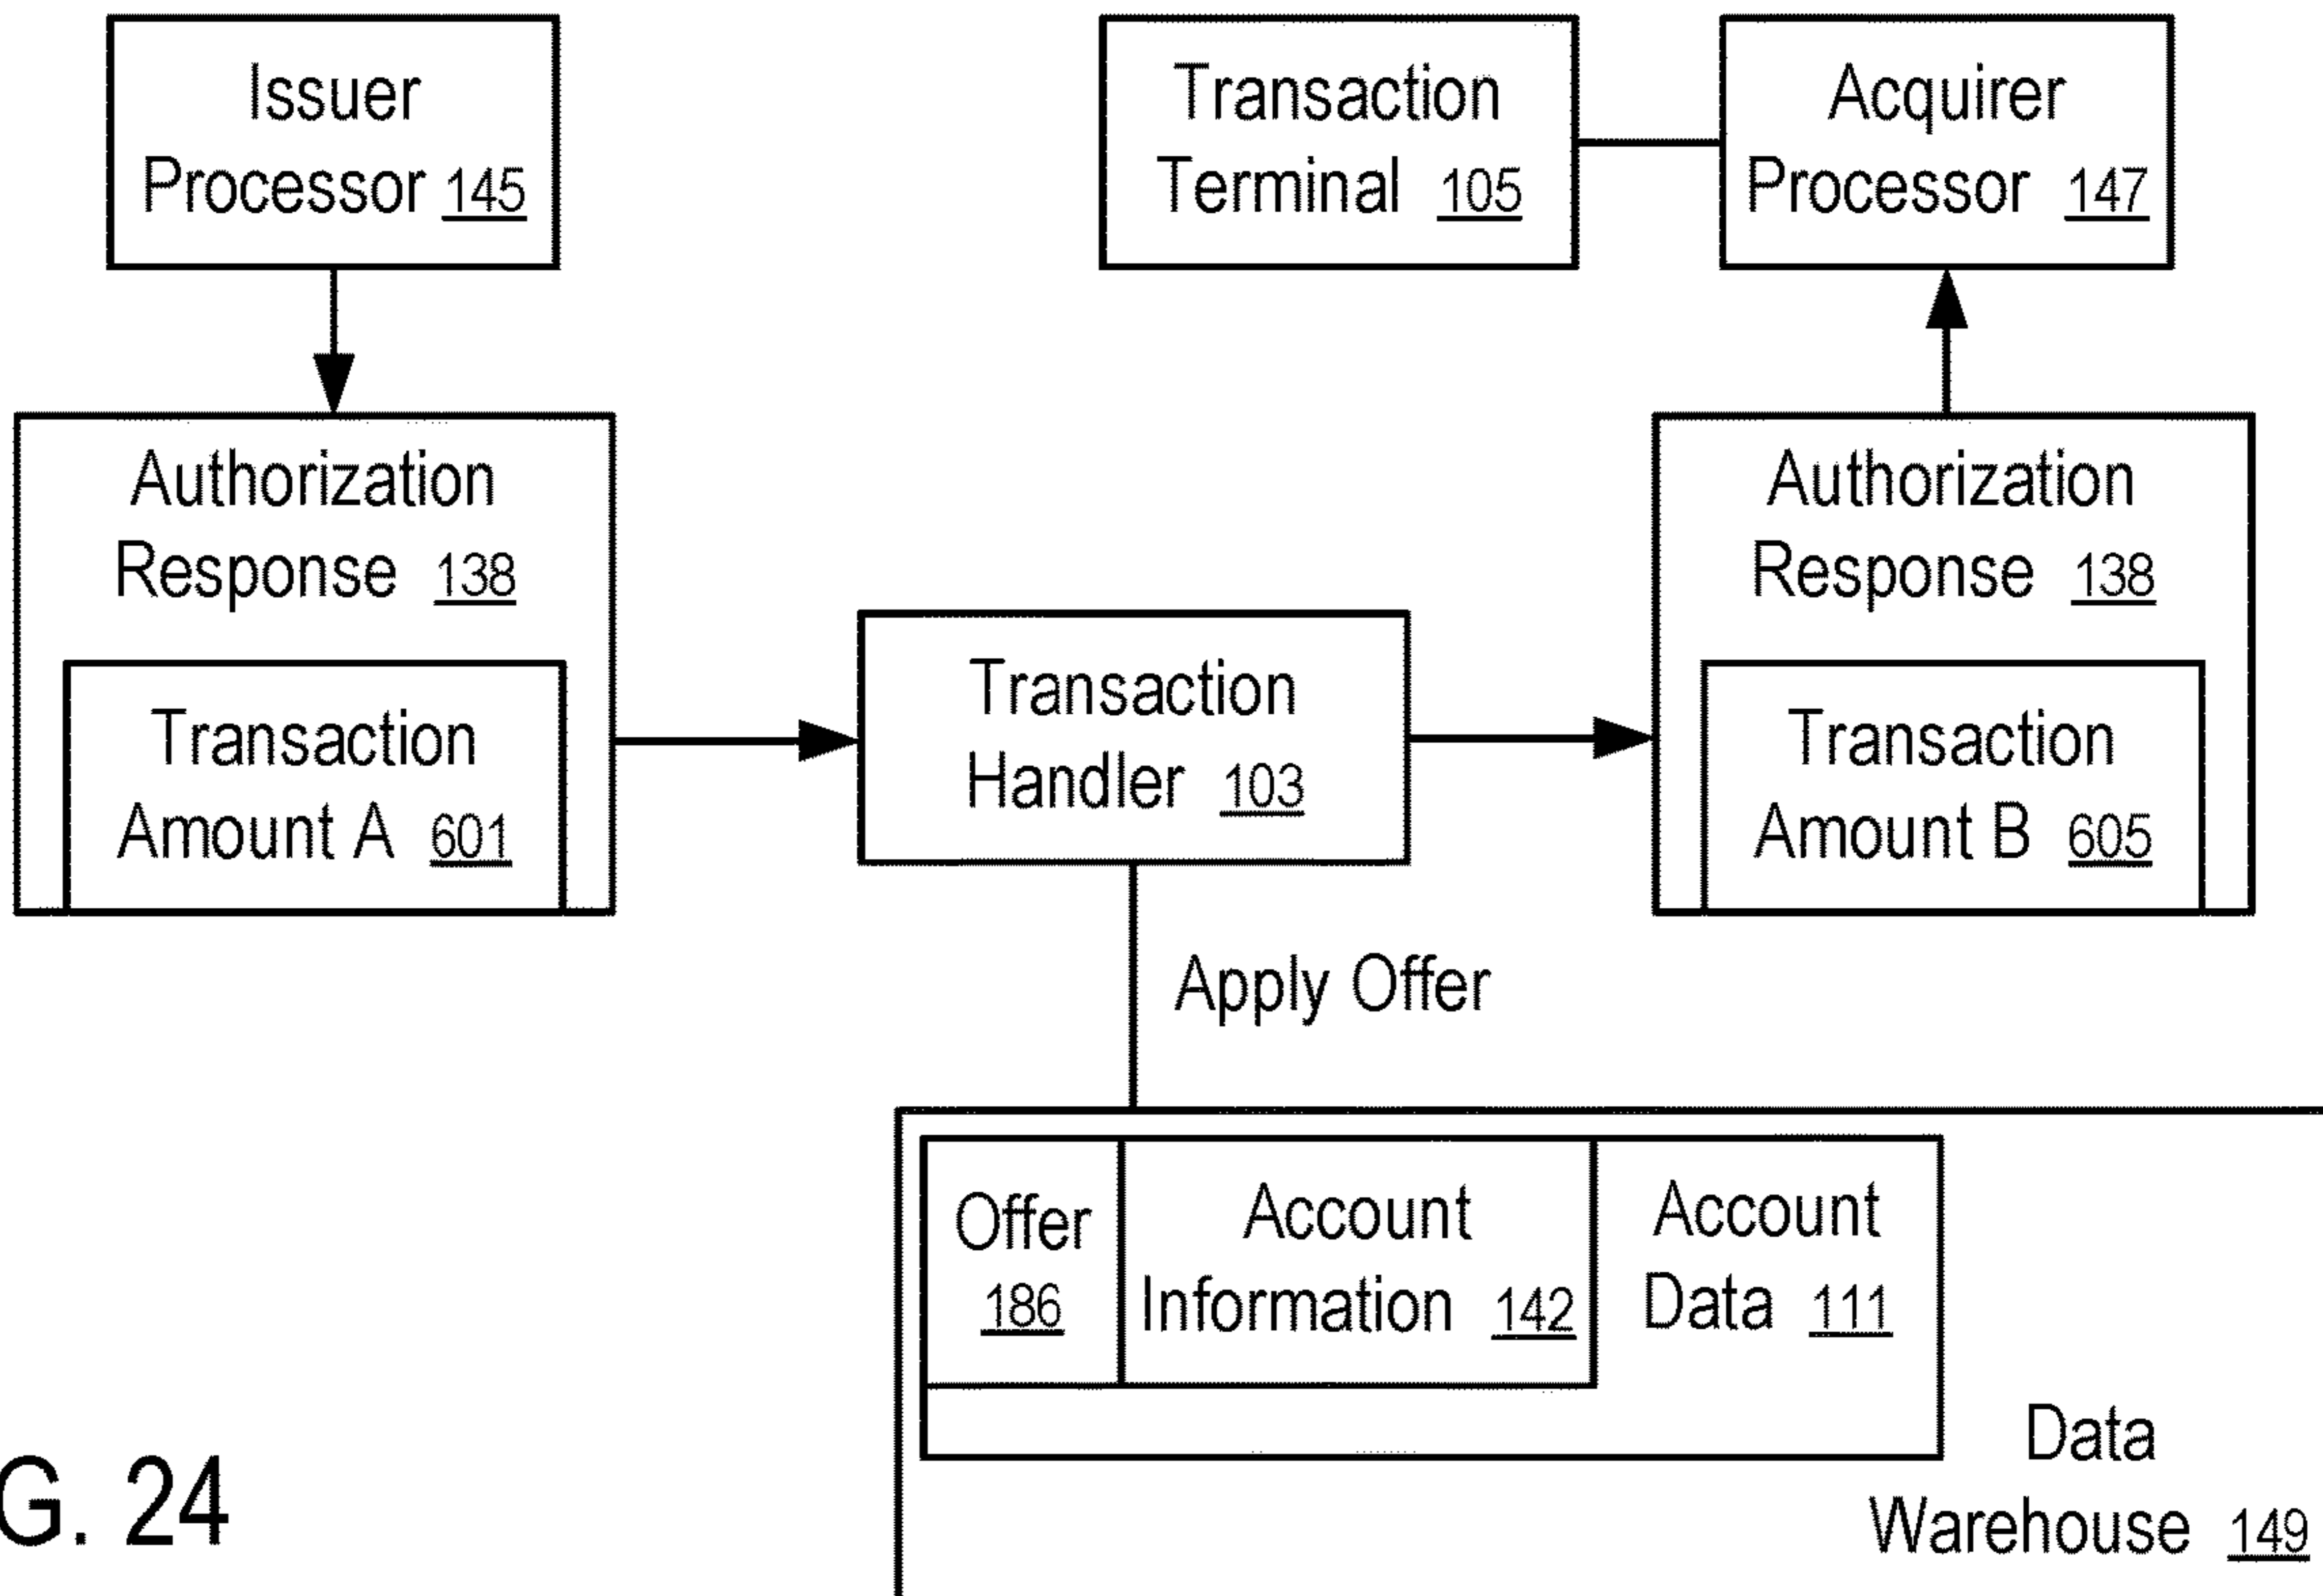 Issuer
Processor 145
Transaction
Terminal 105
Acquirer
Processor 147
Authorization
Response 138
Transaction
Amount A 601
Transaction
Handler 103
Authorization
Response 138
Transaction
Amount B 605
Apply Offer
Offer
186
Account
Information 142
Account
Data 111
Data
Warehouse 149
G. 24